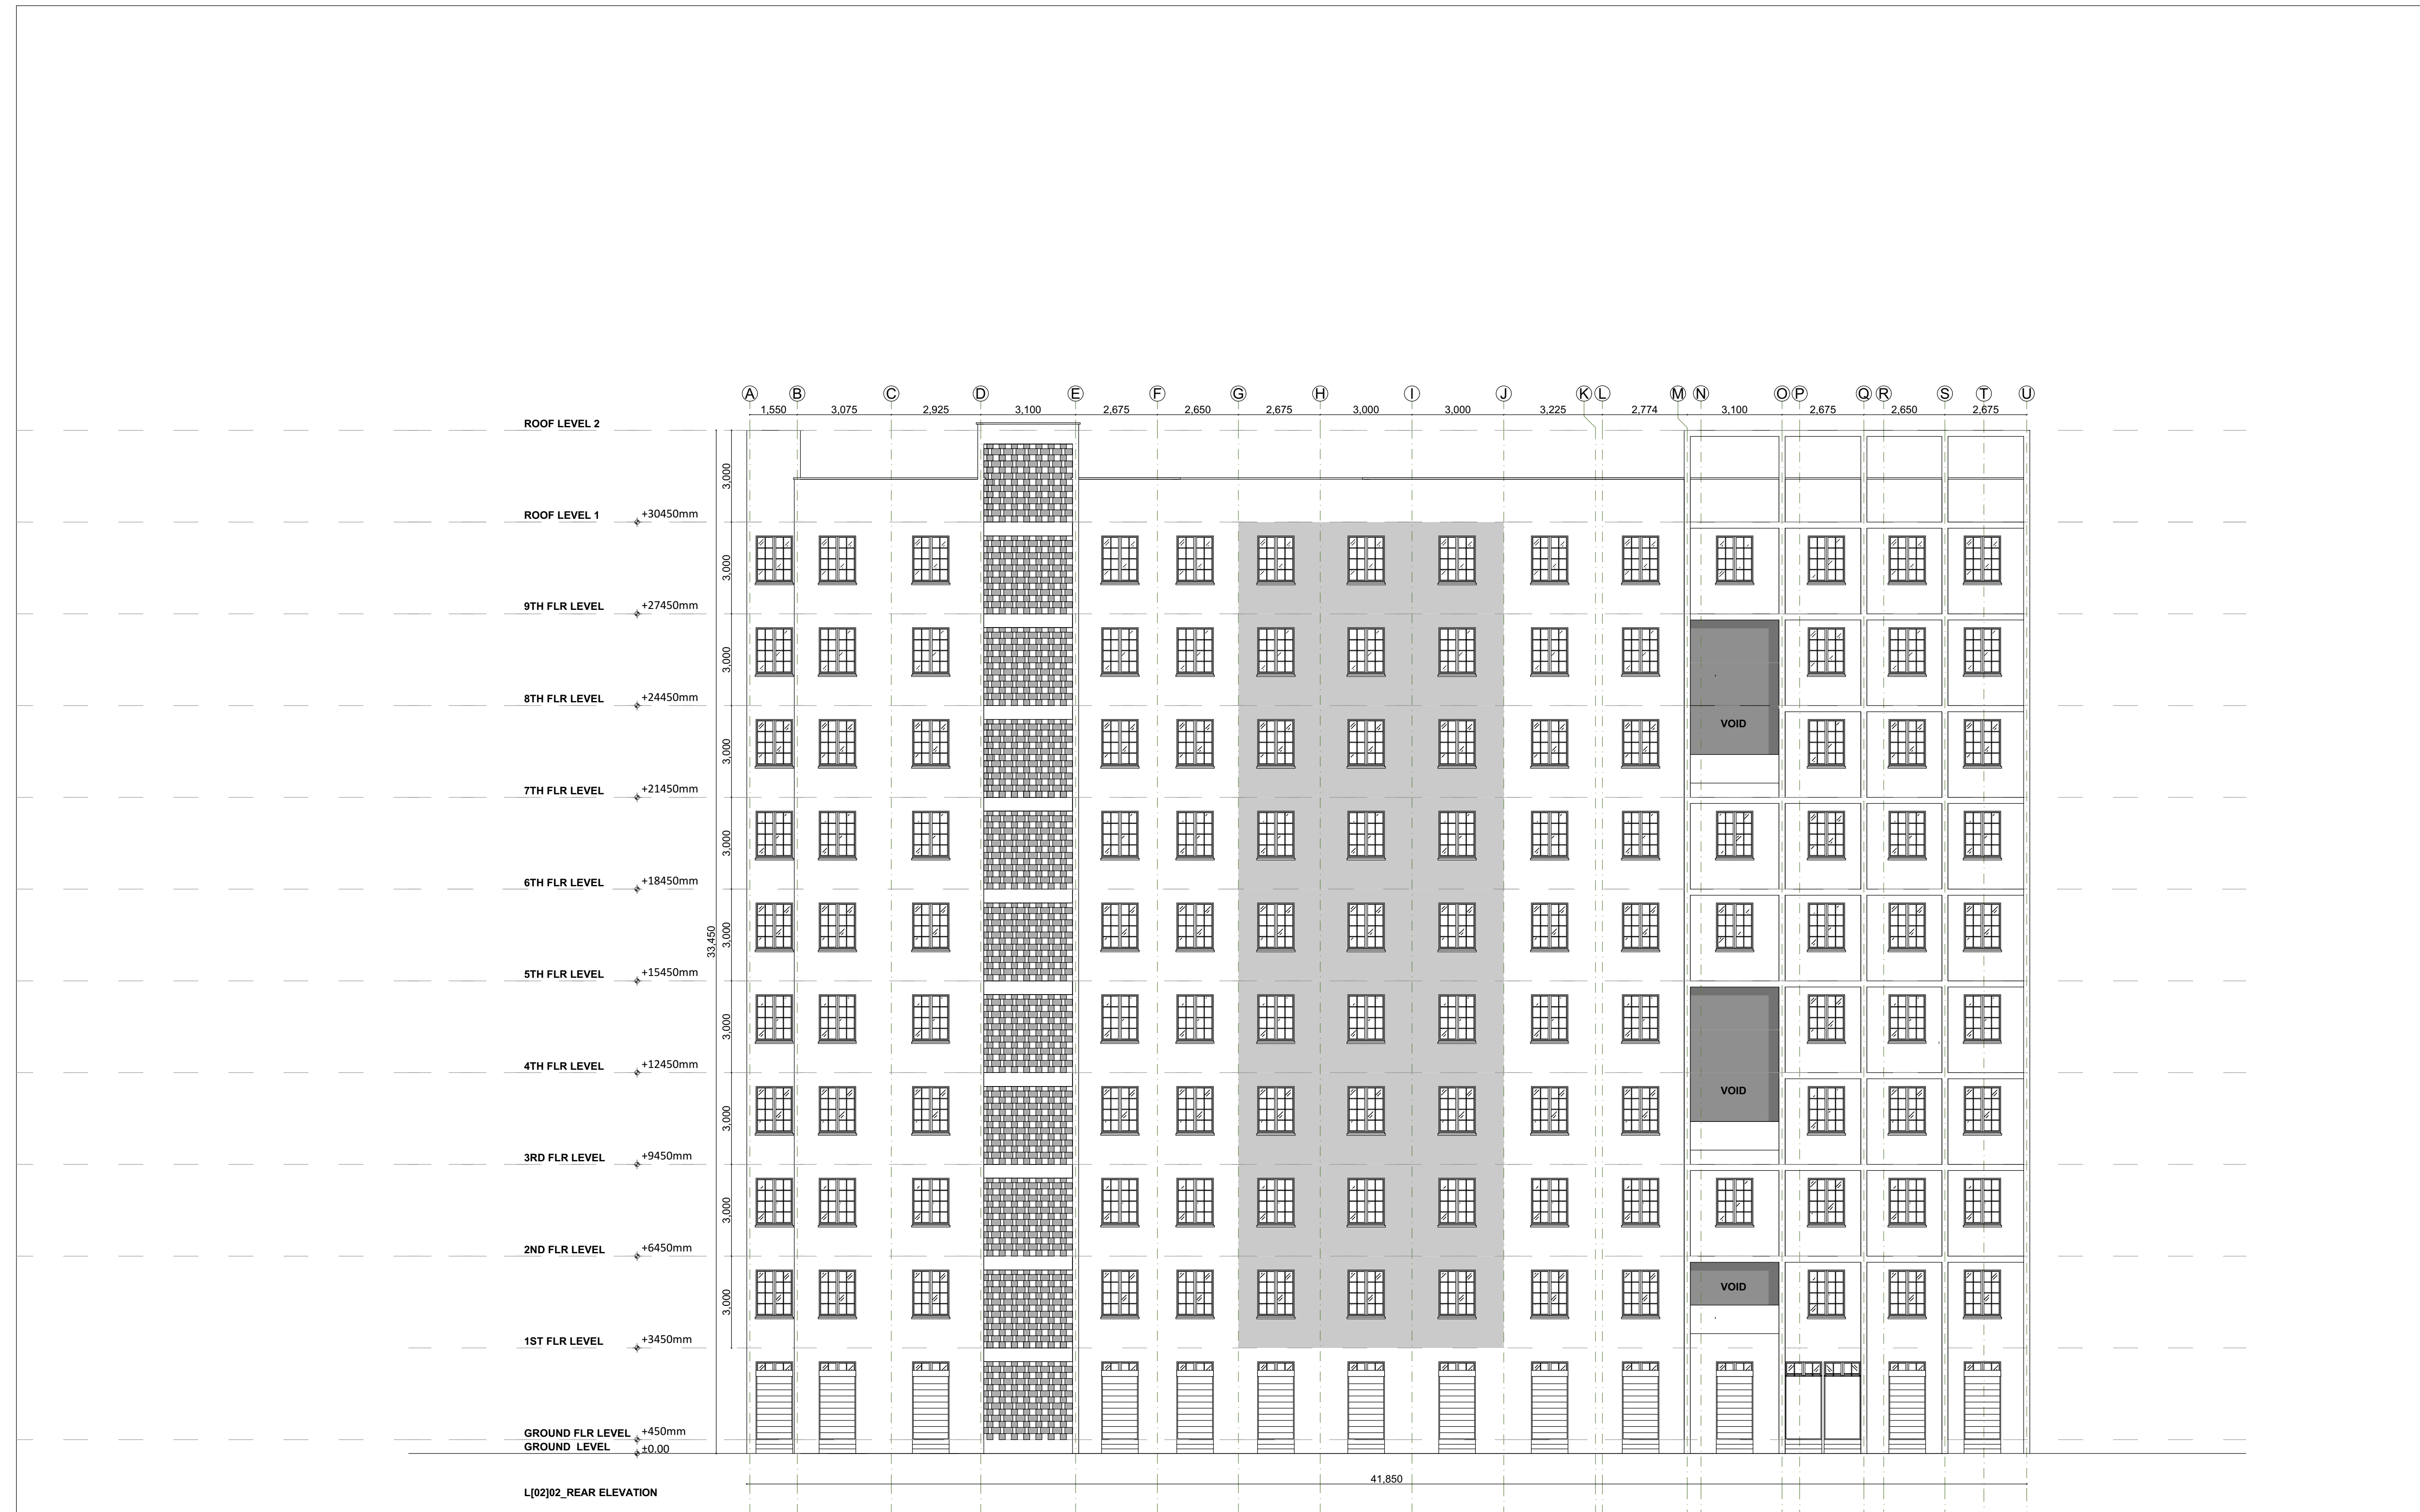 A B C D E F G H I J K L M N O P Q R S T U
1,550 3,075 2,925 3,100 2,675 2,650 2,675 3,000 3,000 3,225 2,774 3,100 2,675 2,650 2,675
ROOF LEVEL 2
3,000
ROOF LEVEL 1 +30450mm
3,000
9TH FLR LEVEL +27450mm
3,000
8TH FLR LEVEL +24450mm
VOID
3,000
7TH FLR LEVEL +21450mm
3,000
6TH FLR LEVEL +18450mm
33,450 3,000
5TH FLR LEVEL +15450mm
3,000
4TH FLR LEVEL +12450mm
VOID
3,000
3RD FLR LEVEL +9450mm
3,000
2ND FLR LEVEL +6450mm
VOID
3,000
1ST FLR LEVEL +3450mm
GROUND FLR LEVEL +450mm
GROUND LEVEL ±0.00
41,850
L[02]02_REAR ELEVATION